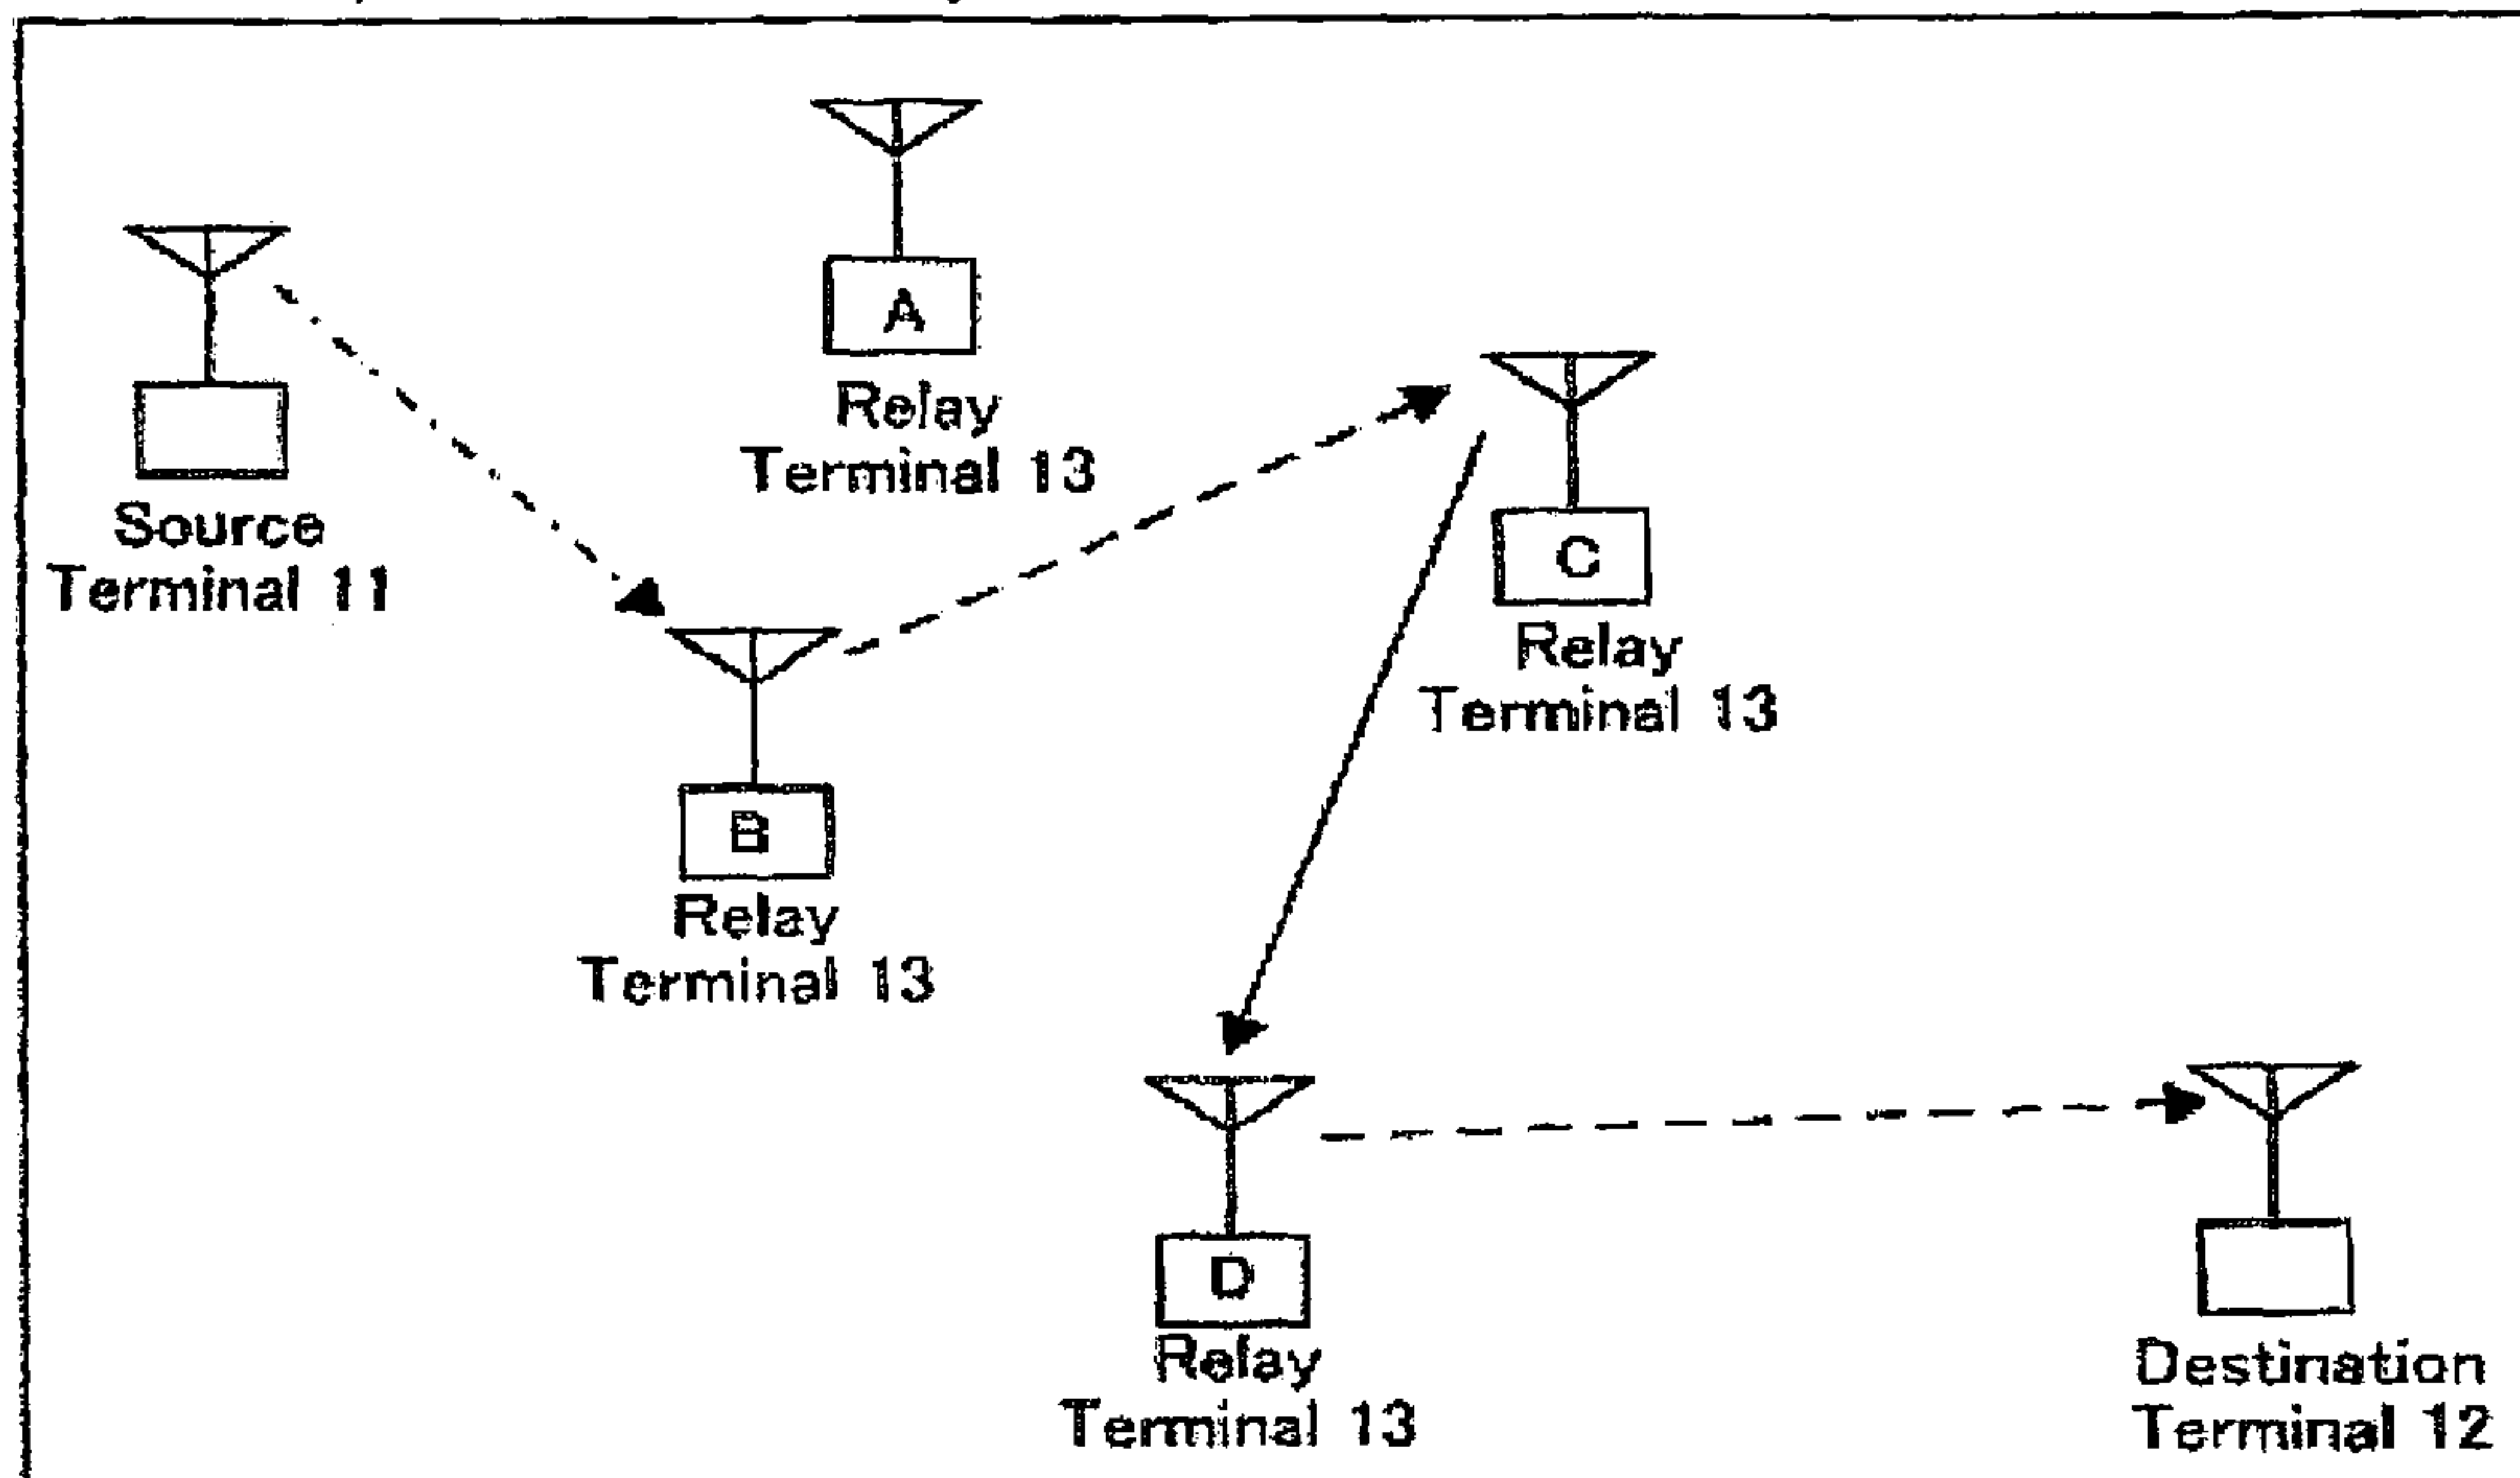 A
Relay
Terminal 13
Source
Terminal 11
C
Relay
Terminal 13
B
Relay
Terminal 13
D
Relay
Terminal 13
Destination
Terminal 12